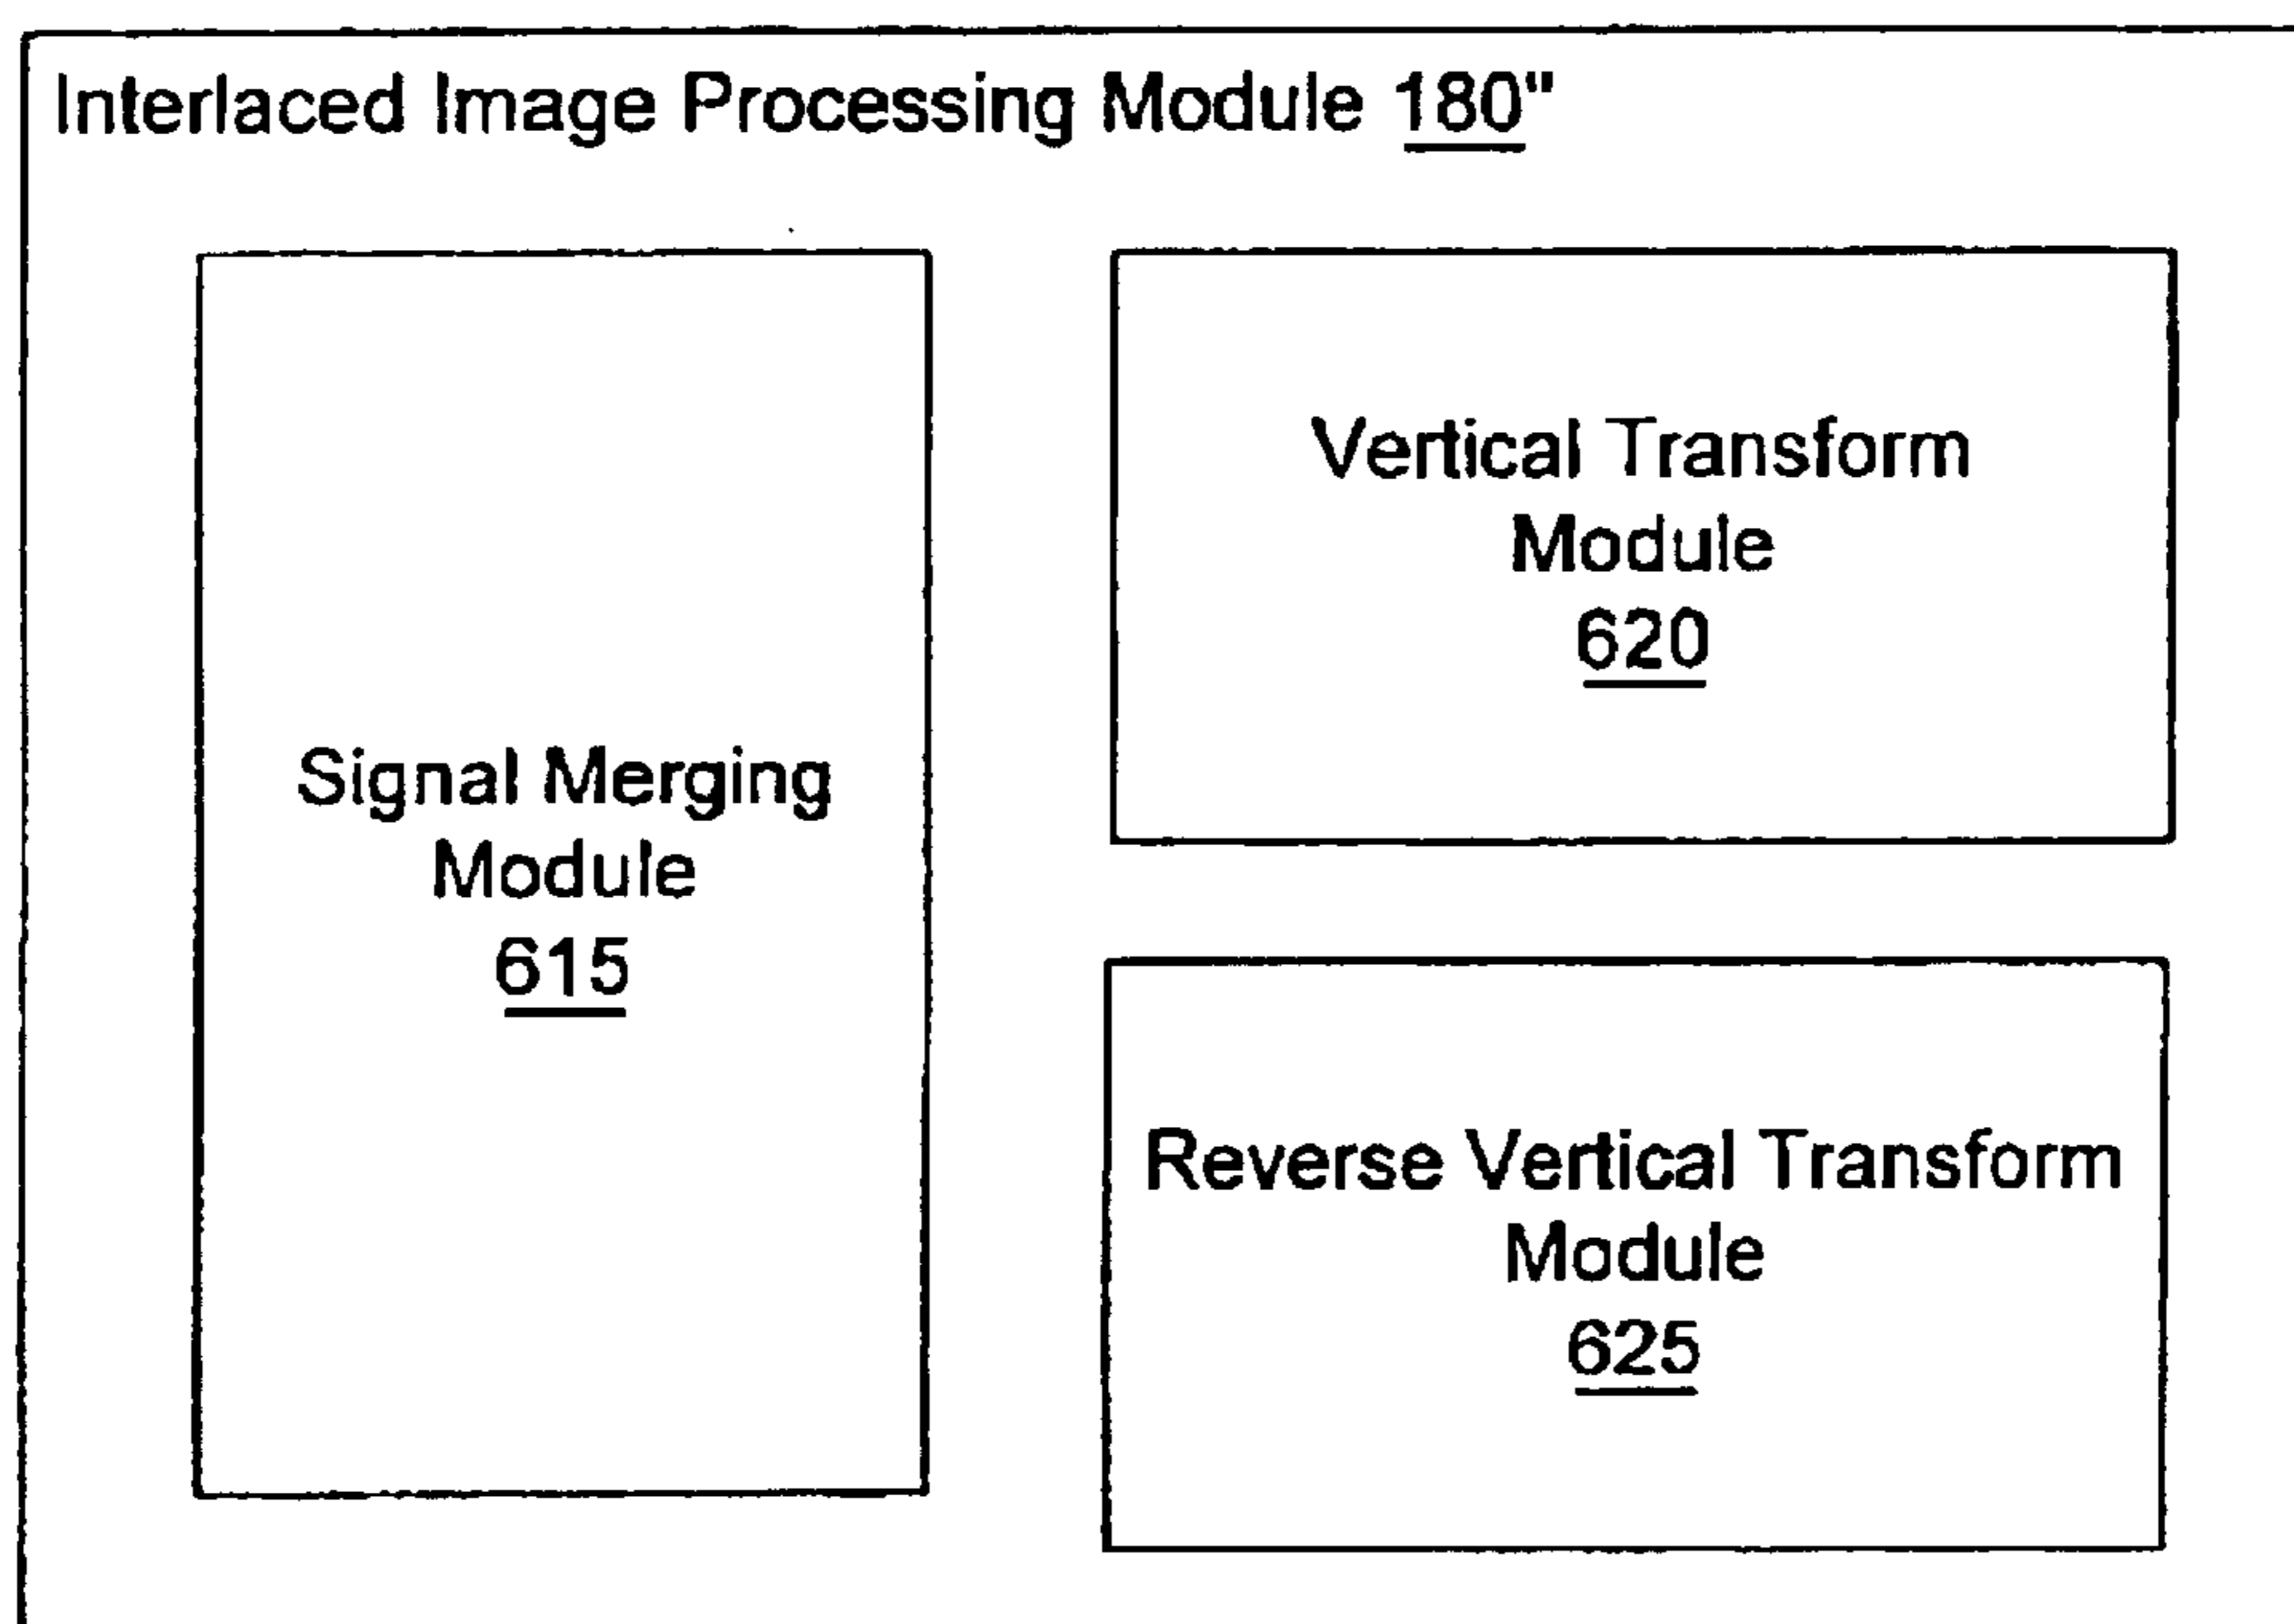 Interlaced Image Processing Module 180"
Signal Merging
Module
615
Vertical Transform
Module
620
Reverse Vertical Transform
Module
625